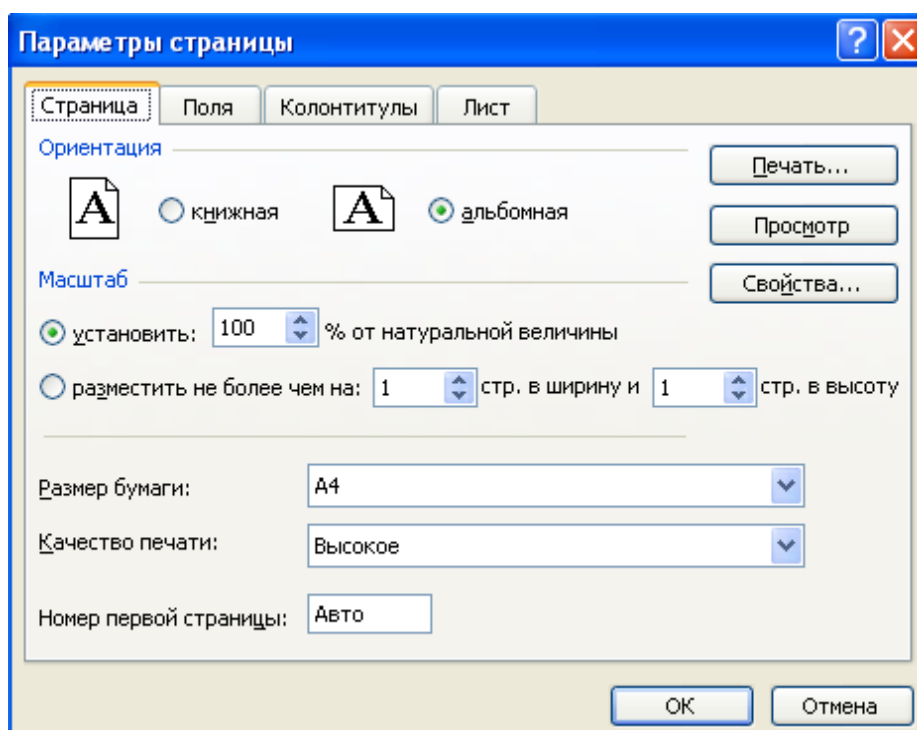 Параметры страницы
Страница Поля Колонтитулы Лист
Ориентация
Печать...
A книжная A альбомная
Просмотр
Масштаб
Свойства...
установить: 100 % от натуральной величины
разместить не более чем на: 1 стр. в ширину и 1 стр. в высоту
Размер бумаги: A4
Качество печати: Высокое
Номер первой страницы: Авто
ОК Отмена